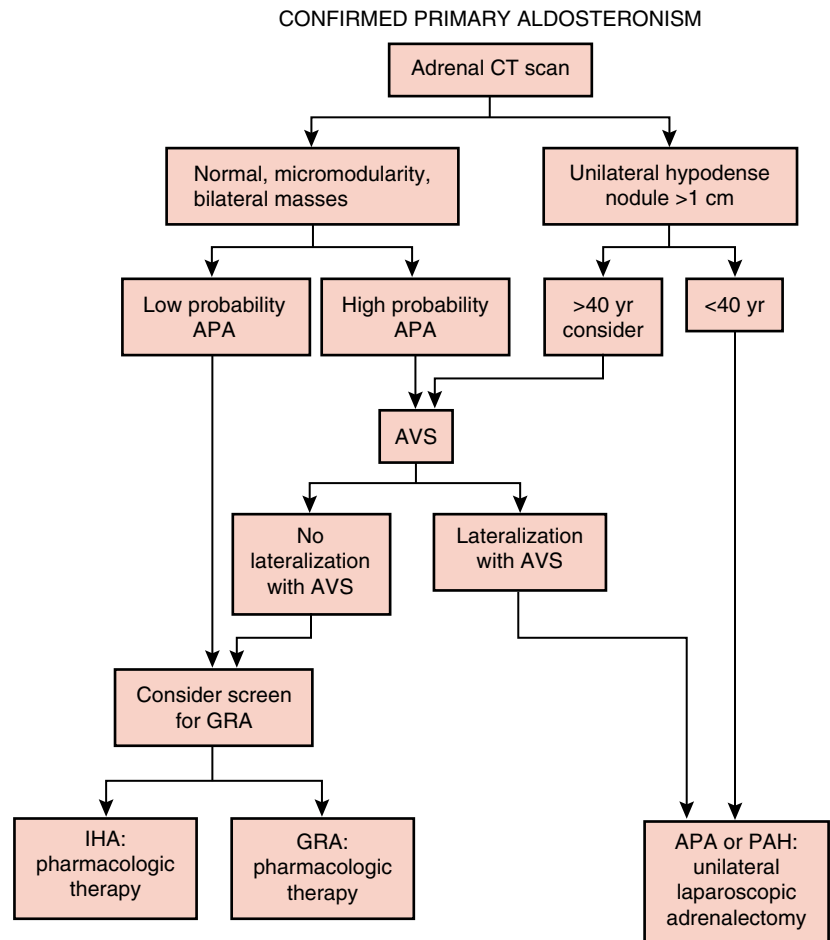 CONFIRMED PRIMARY ALDOSTERONISM
Adrenal CT scan
Normal, micromodularity,
bilateral masses
Unilateral hypodense
nodule >1 cm
Low probability
APA
High probability
APA
>40 yr
consider
<40 yr
AVS
No
lateralization
with AVS
Lateralization
with AVS
Consider screen
for GRA
IHA:
pharmacologic
therapy
GRA:
pharmacologic
therapy
APA or PAH:
unilateral
laparoscopic
adrenalectomy